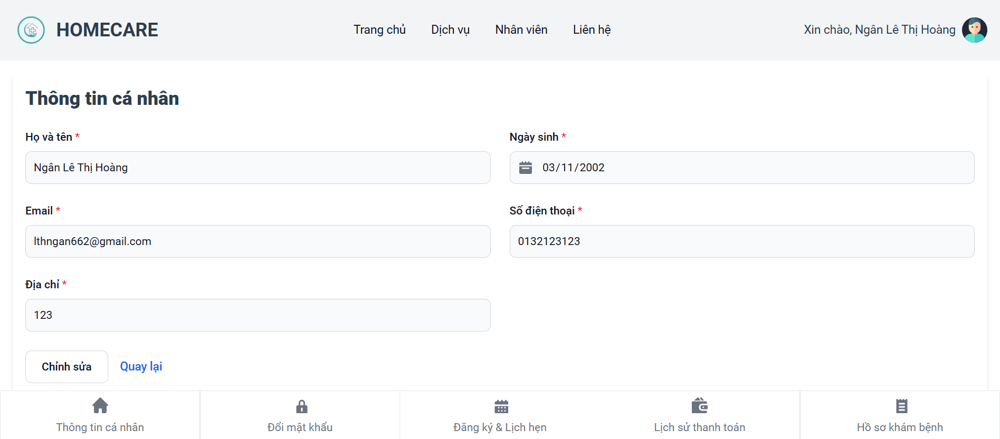 HOMECARE
Trang chủ
Dịch vụ
Nhân viên
Liên hệ
Xin chào, Ngân Lê Thị Hoàng
Thông tin cá nhân
Họ và tên *
Ngân Lê Thị Hoàng
Ngày sinh *
03/11/2002
Email *
lthngan662@gmail.com
Số điện thoại *
0132123123
Địa chỉ *
123
Chỉnh sửa
Quay lại
Thông tin cá nhân
Đổi mật khẩu
Đăng ký & Lịch hẹn
Lịch sử thanh toán
Hồ sơ khám bệnh